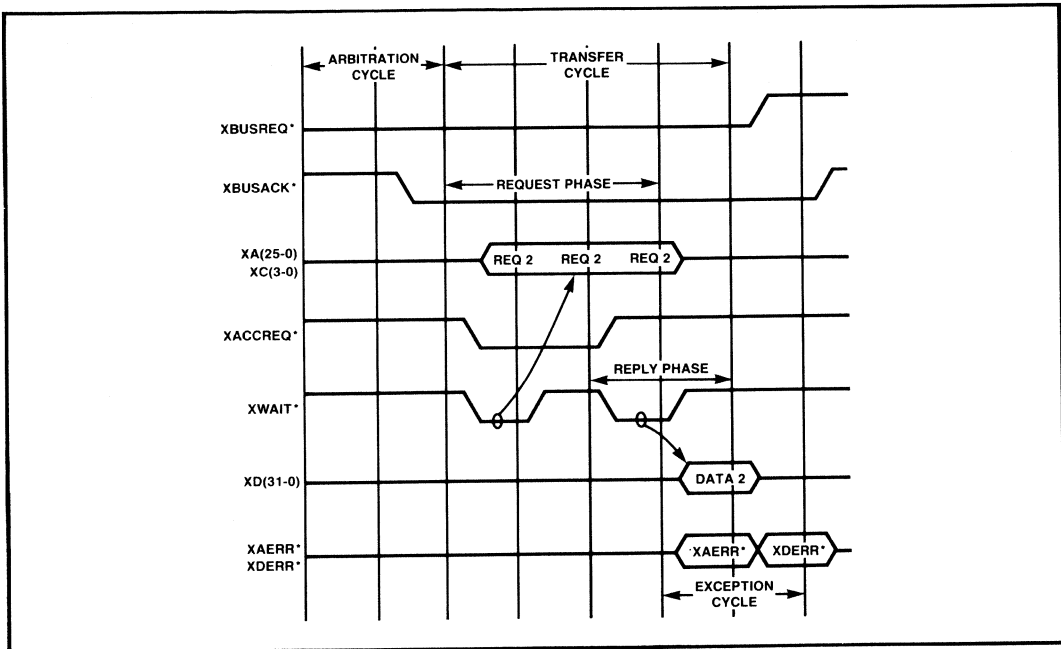 ARBITRATION
CYCLE
TRANSFER
CYCLE
XBUSREQ*
XBUSACK*
REQUEST PHASE
XA(25-0)
XC(3-0)
REQ 2 REQ 2 REQ 2
XACCREQ*
REPLY PHASE
XWAIT*
XD(31-0)
DATA 2
XAERR*
XDERR*
XAERR* XDERR*
EXCEPTION
CYCLE